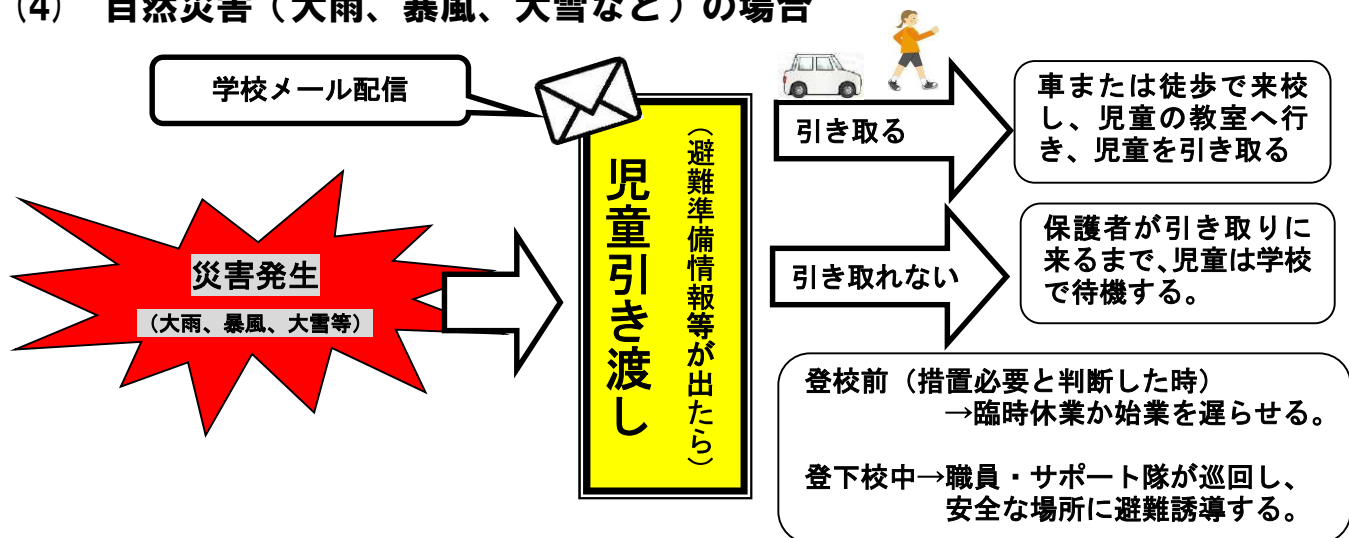 (4) 自然災害（大雨、暴風、大雪など）の場合
学校メール配信
災害発生
（大雨、暴風、大雪等）
児童引き渡し
（避難準備情報等が出たら）
引き取る
車または徒歩で来校
し、児童の教室へ行
き、児童を引き取る
引き取れない
保護者が引き取りに
来るまで、児童は学校
で待機する。
登校前（措置必要と判断した時）
→臨時休業か始業を遅らせる。
登下校中→職員・サポート隊が巡回し、
安全な場所に避難誘導する。